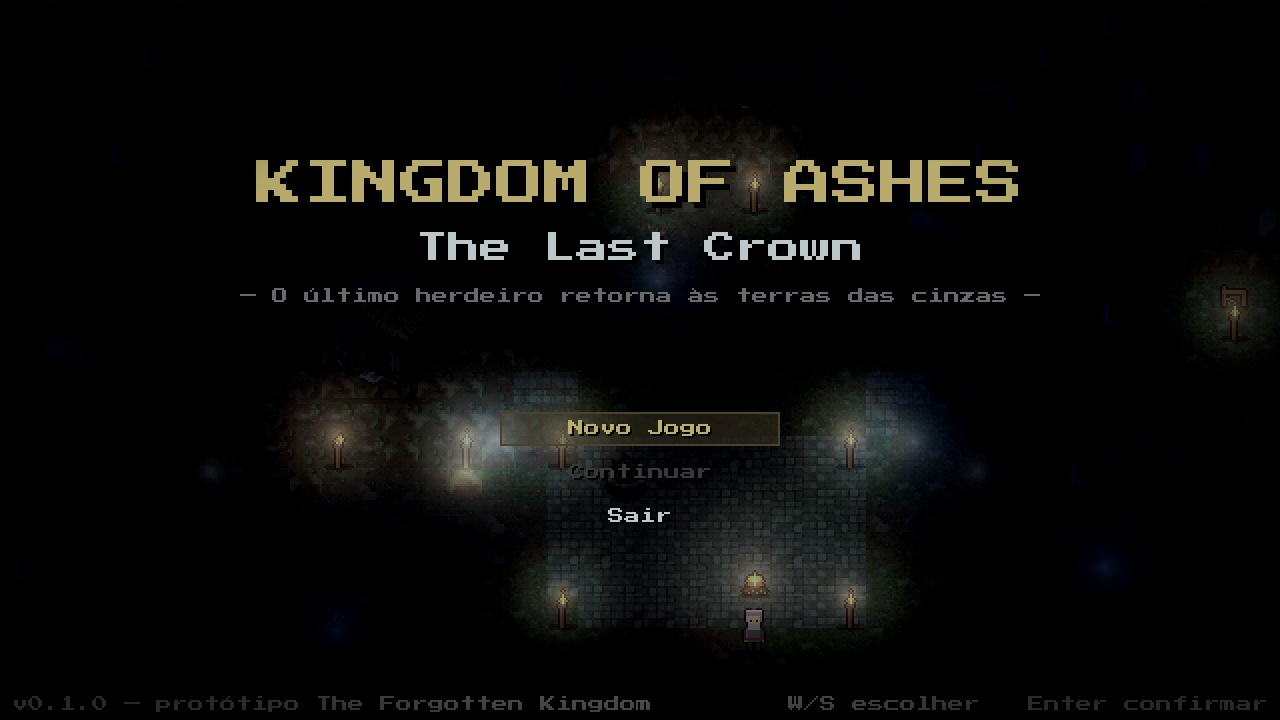 KINGDOM OF ASHES
The Last Crown
— O último herdeiro retorna às terras das cinzas —
Novo Jogo
Continuar
Sair
v0.1.0 — protótipo The Forgotten Kingdom
W/S escolher Enter confirmar